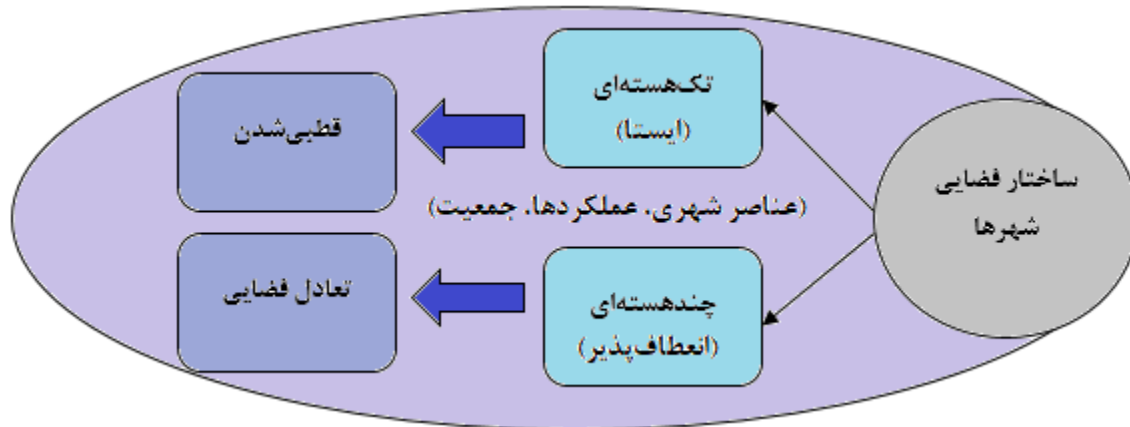 ساختار فضایی
شهرها
تک‌هسته‌ای
(ایستا)
قطبی‌شدن
(عناصر شهری، عملکردها، جمعیت)
چندهسته‌ای
(انعطاف‌پذیر)
تعادل فضایی